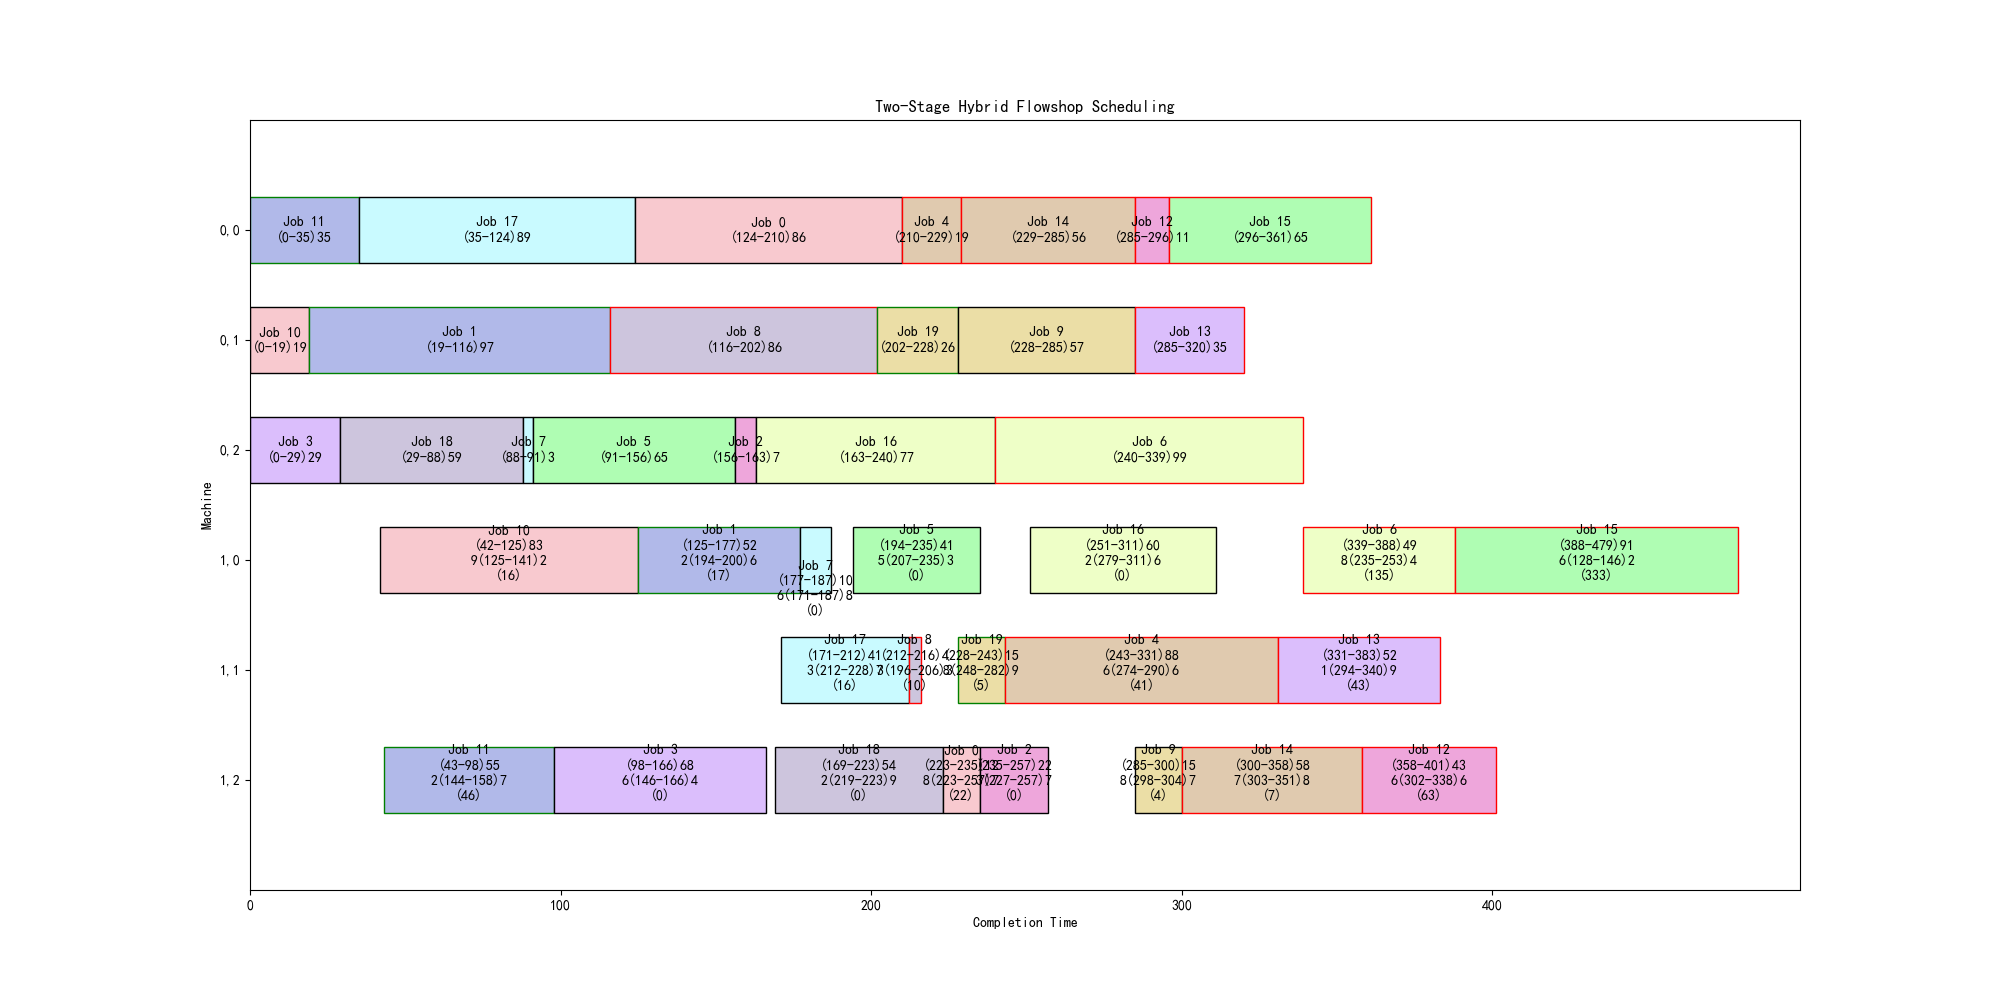 Two-Stage Hybrid Flowshop Scheduling
0,0
Job 11
(0-35)35
Job 17
(35-124)89
Job 0
(124-210)86
Job 4
(210-229)19
Job 14
(229-285)56
Job 12
(285-296)11
Job 15
(296-361)65
0,1
Job 10
(0-19)19
Job 1
(19-116)97
Job 8
(116-202)86
Job 19
(202-228)26
Job 9
(228-285)57
Job 13
(285-320)35
0,2
Job 3
(0-29)29
Job 18
(29-88)59
Job 7
(88-91)3
Job 5
(91-156)65
Job 2
(156-163)7
Job 16
(163-240)77
Job 6
(240-339)99
Machine
1,0
Job 10
(42-125)83
9(125-141)2
(16)
Job 1
(125-177)52
2(194-200)6
(17)
Job 7
(177-187)10
6(171-187)8
(0)
Job 5
(194-235)41
5(207-235)3
(0)
Job 16
(251-311)60
2(279-311)6
(0)
Job 6
(339-388)49
8(235-253)4
(135)
Job 15
(388-479)91
6(128-146)2
(333)
1,1
Job 17
(171-212)41
3(212-228)
(16)
Job 8
(212-216)4
(196-206)
(10)
Job 19
(228-243)15
(248-282)9
(5)
Job 4
(243-331)88
6(274-290)6
(41)
Job 13
(331-383)52
1(294-340)9
(43)
1,2
Job 11
(43-98)55
2(144-158)7
(46)
Job 3
(98-166)68
6(146-166)4
(0)
Job 18
(169-223)54
2(219-223)9
(0)
Job 0
(223-235)12
8(223-257)
(22)
Job 2
(235-257)22
(227-257)7
(0)
Job 9
(285-300)15
8(298-304)7
(4)
Job 14
(300-358)58
7(303-351)8
(7)
Job 12
(358-401)43
6(302-338)6
(63)
0
100
200
300
400
Completion Time